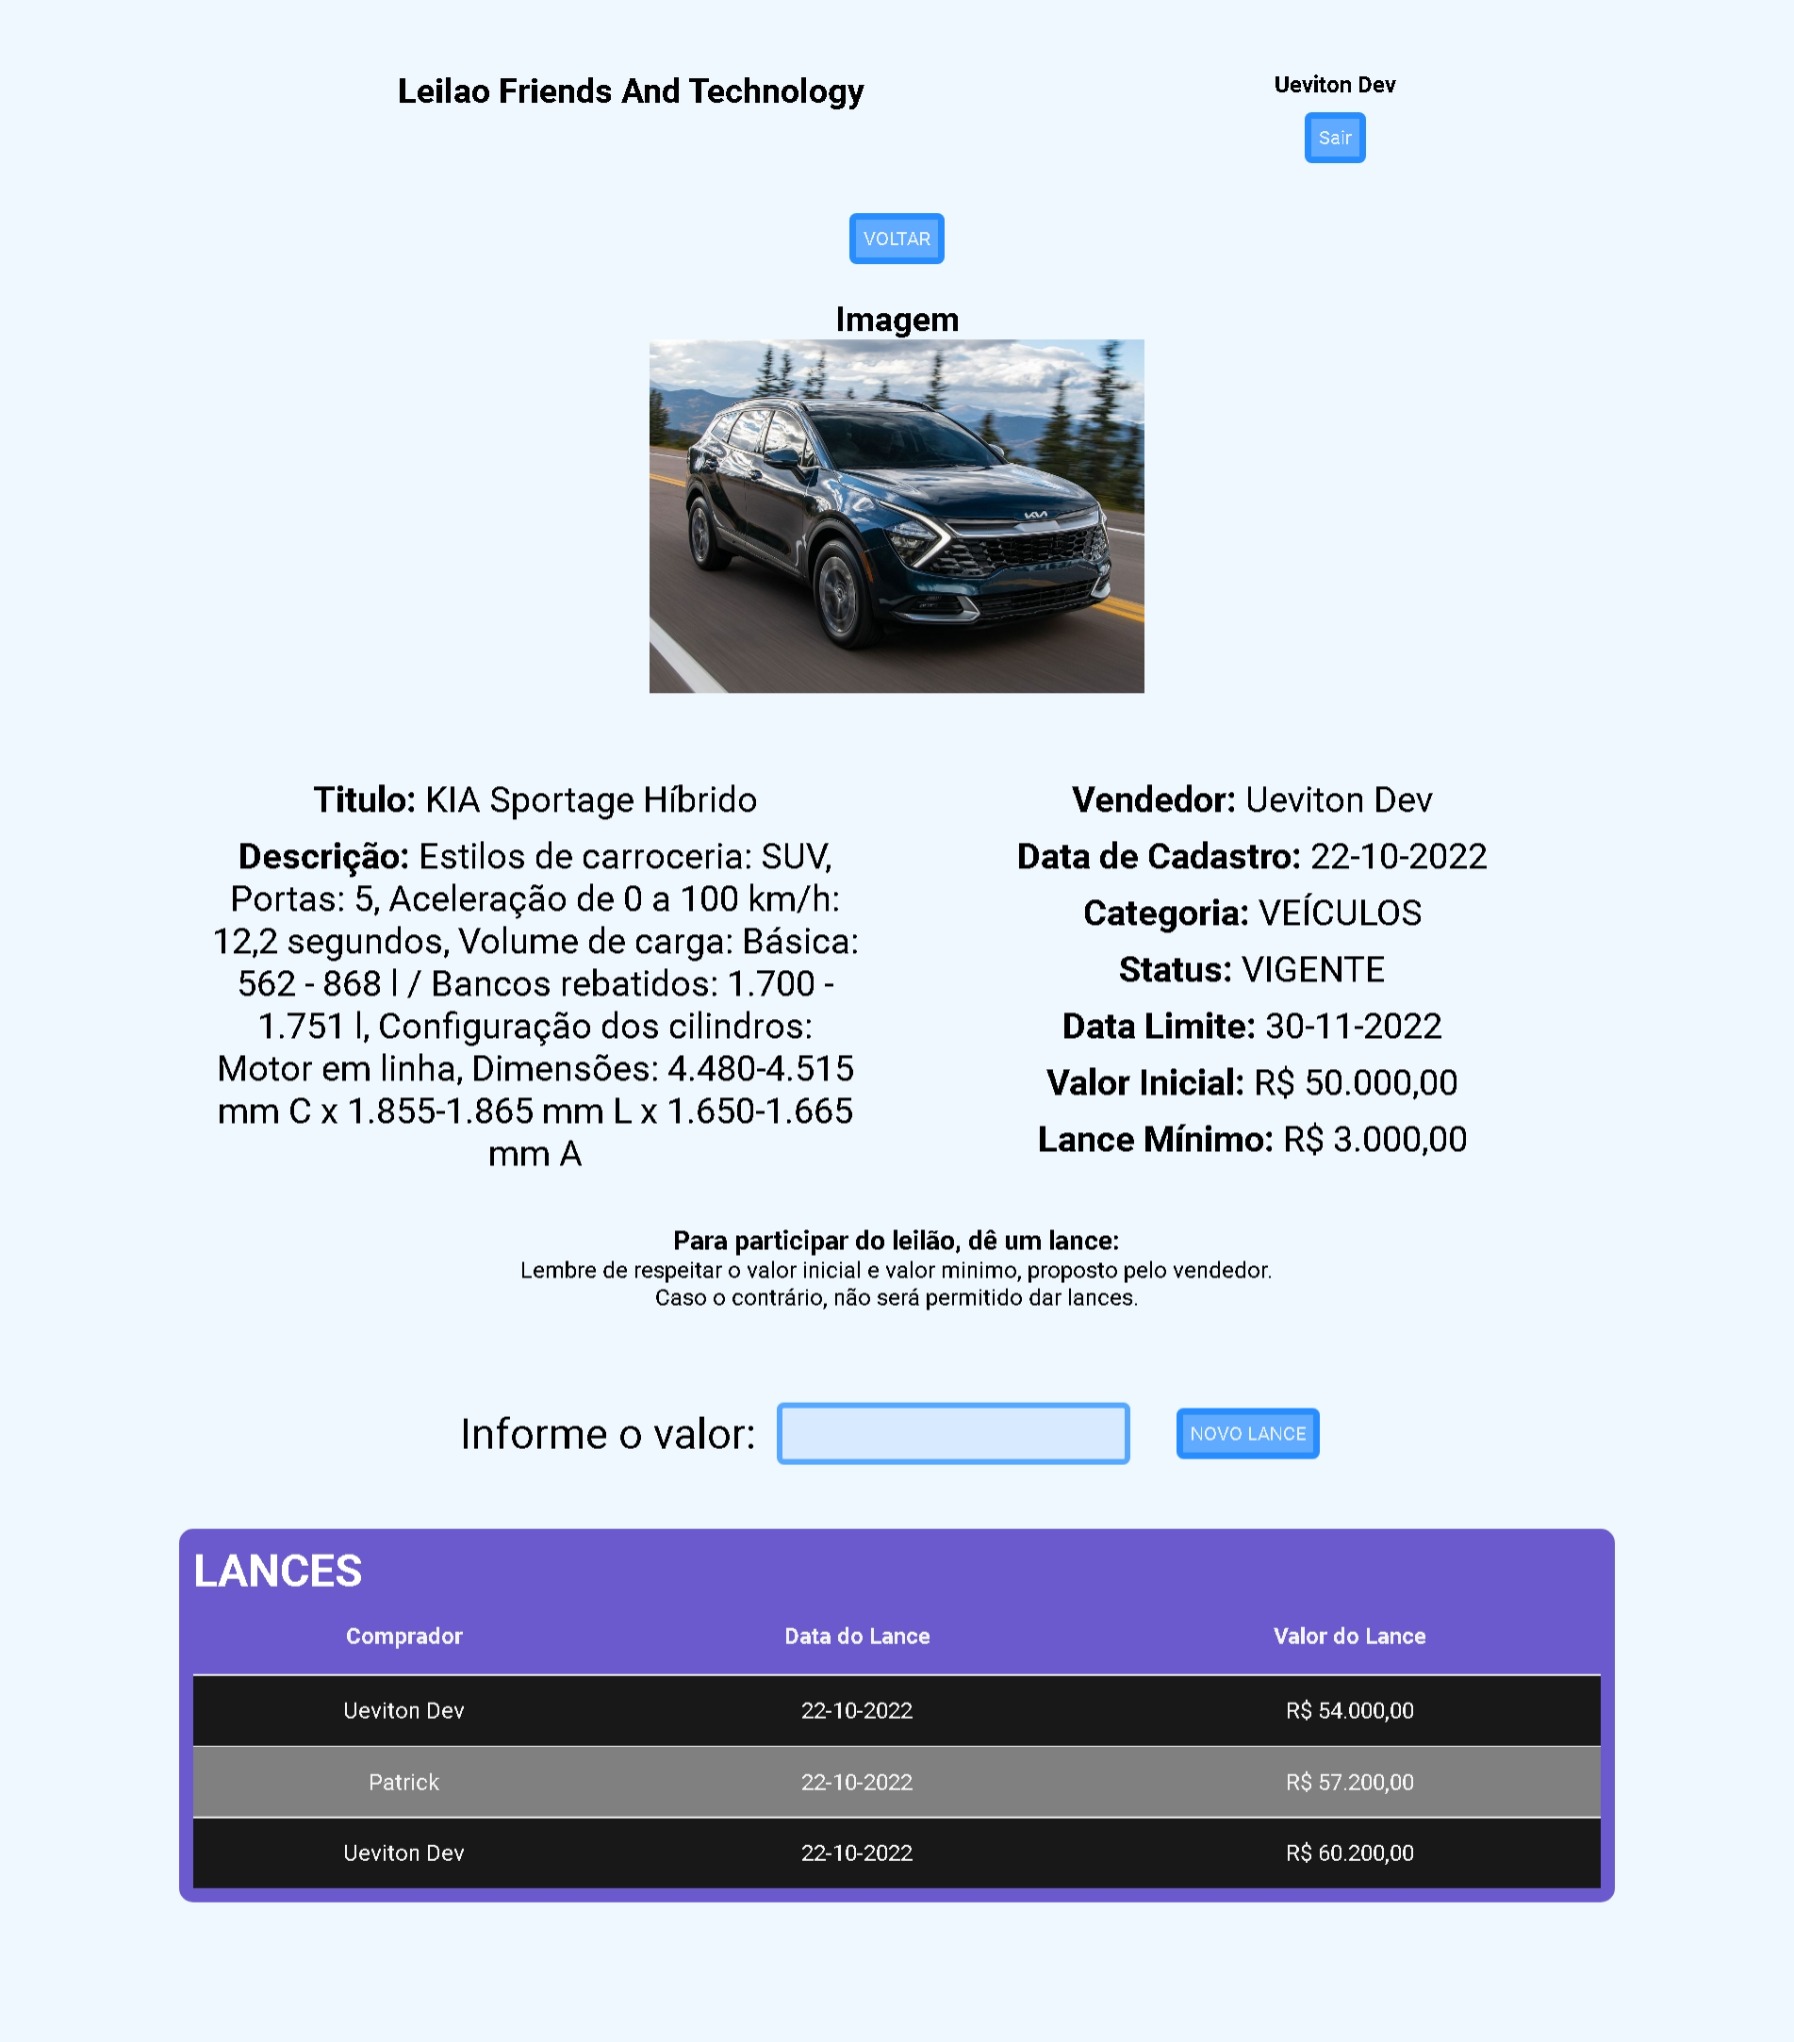 Leilao Friends And Technology
Ueviton Dev
Sair
VOLTAR
Imagem
KIA
Titulo: KIA Sportage Híbrido
Descrição: Estilos de carroceria: SUV,
Portas: 5, Aceleração de 0 a 100 km/h:
12,2 segundos, Volume de carga: Básica:
562 - 868 l / Bancos rebatidos: 1.700 -
1.751 l, Configuração dos cilindros:
Motor em linha, Dimensões: 4.480-4.515
mm C x 1.855-1.865 mm L x 1.650-1.665
mm A
Vendedor: Ueviton Dev
Data de Cadastro: 22-10-2022
Categoria: VEÍCULOS
Status: VIGENTE
Data Limite: 30-11-2022
Valor Inicial: R$ 50.000,00
Lance Mínimo: R$ 3.000,00
Para participar do leilão, dê um lance:
Lembre de respeitar o valor inicial e valor minimo, proposto pelo vendedor.
Caso o contrário, não será permitido dar lances.
Informe o valor:
NOVO LANCE
LANCES
Comprador Data do Lance Valor do Lance
Ueviton Dev 22-10-2022 R$ 54.000,00
Patrick 22-10-2022 R$ 57.200,00
Ueviton Dev 22-10-2022 R$ 60.200,00